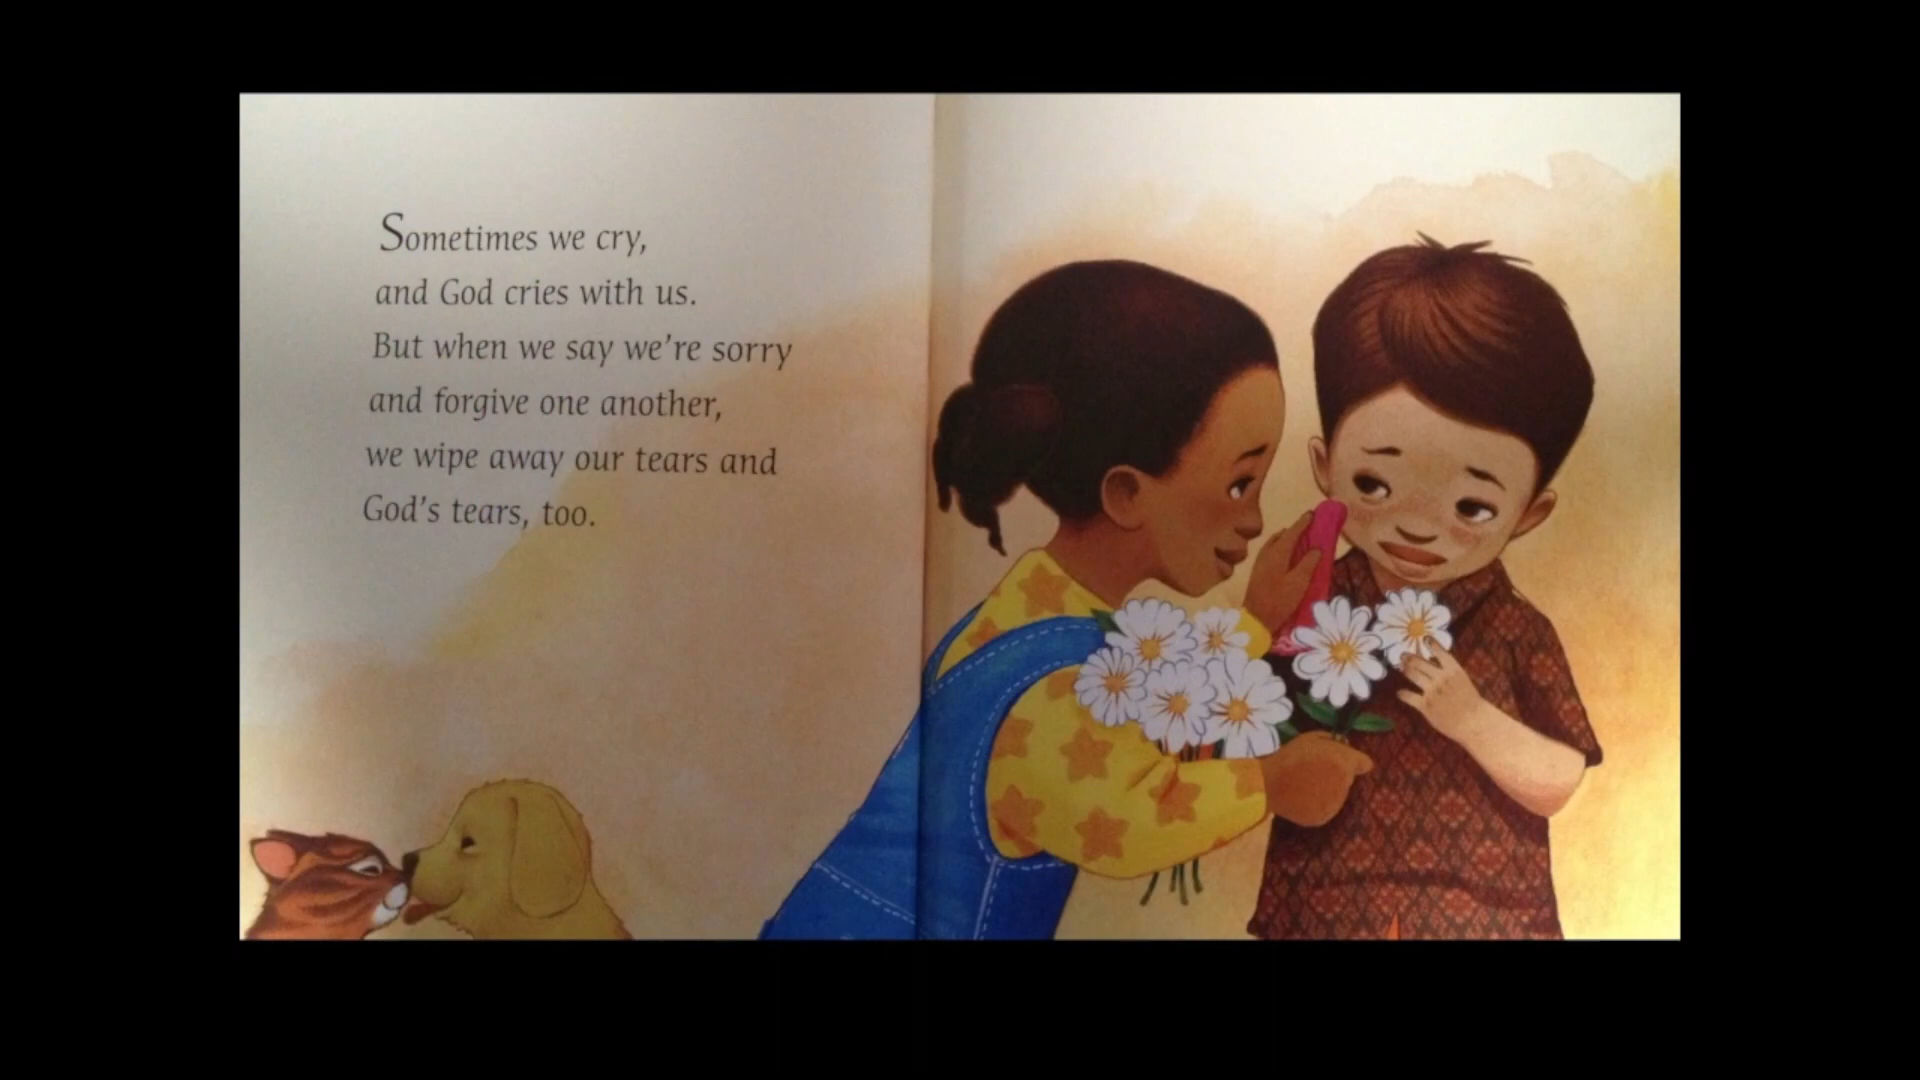 Sometimes we cry,
and God cries with us.
But when we say we're sorry
and forgive one another,
we wipe away our tears and
God's tears, too.